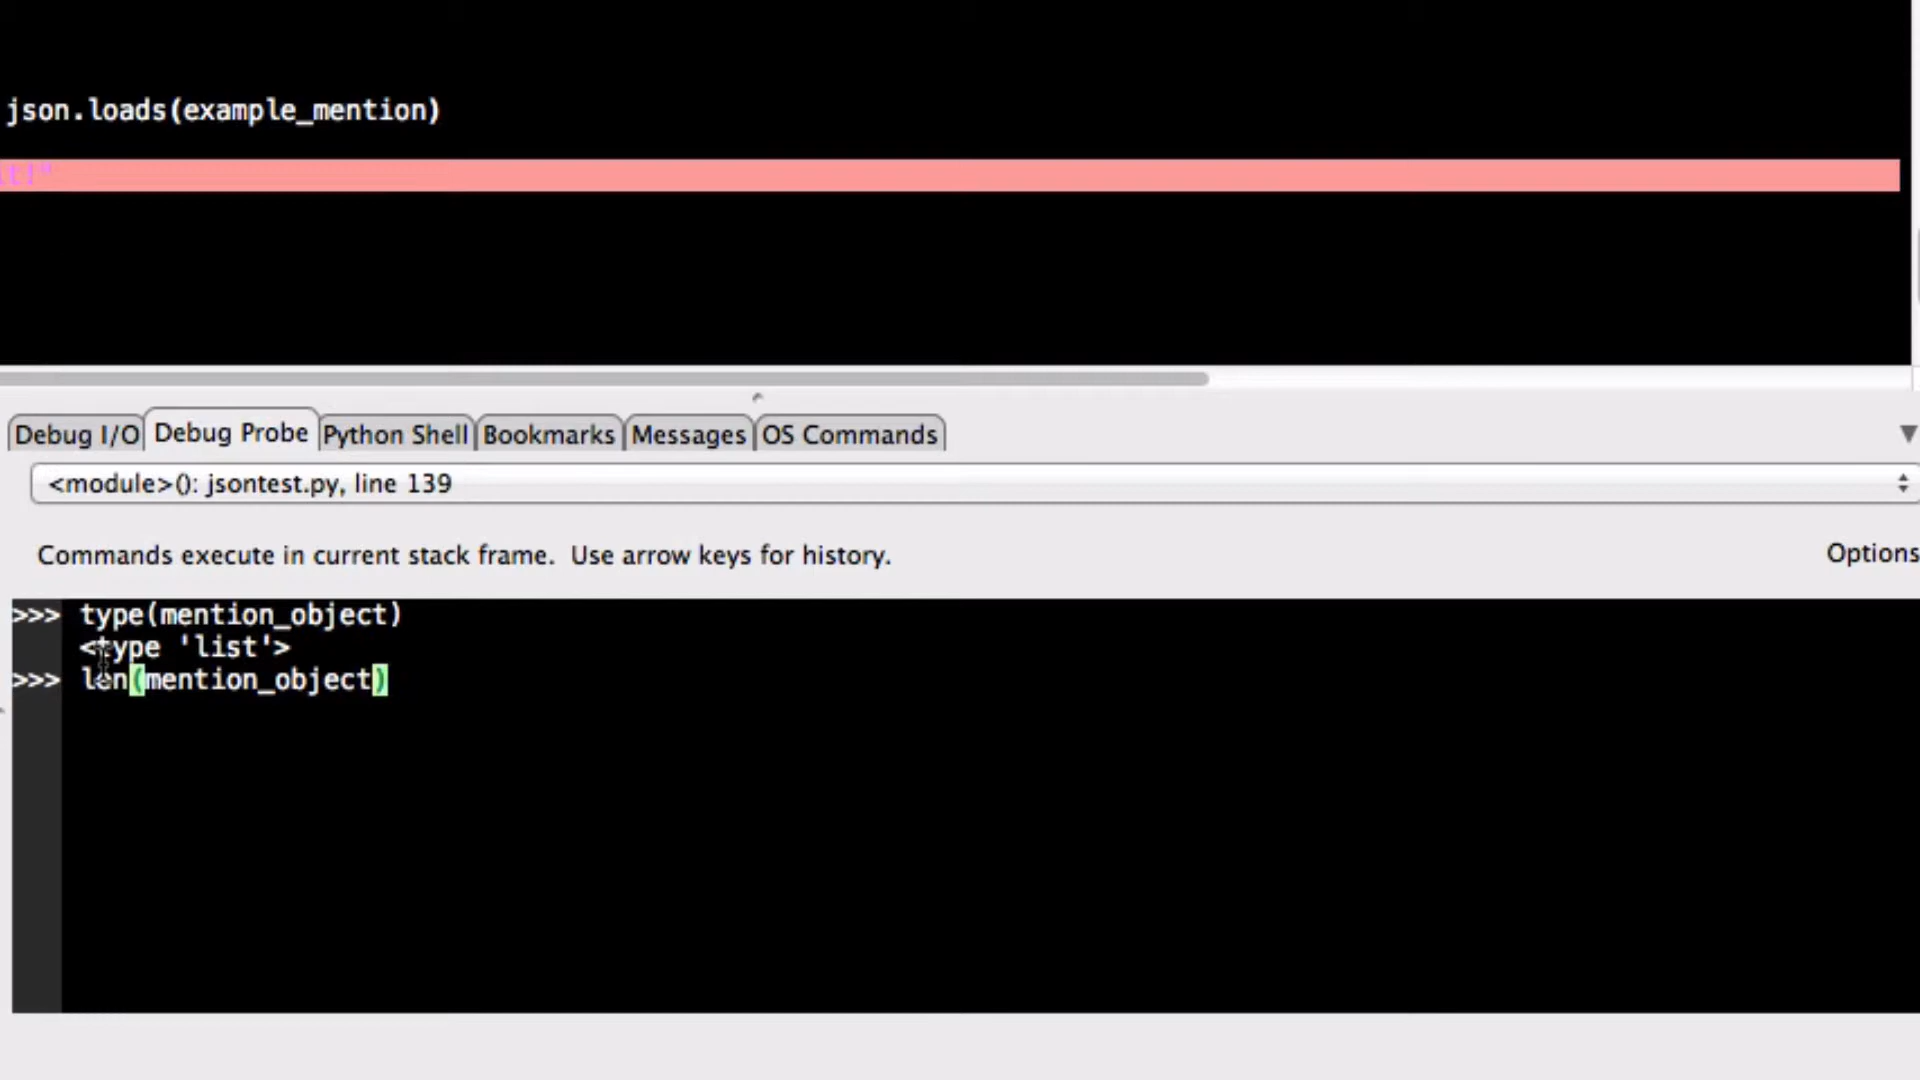 json.loads(example_mention)
it!"
Debug I/O Debug Probe Python Shell Bookmarks Messages OS Commands
<module>(): jsontest.py, line 139
Commands execute in current stack frame. Use arrow keys for history. Options
>>> type(mention_object)
<type 'list'>
>>> len(mention_object)